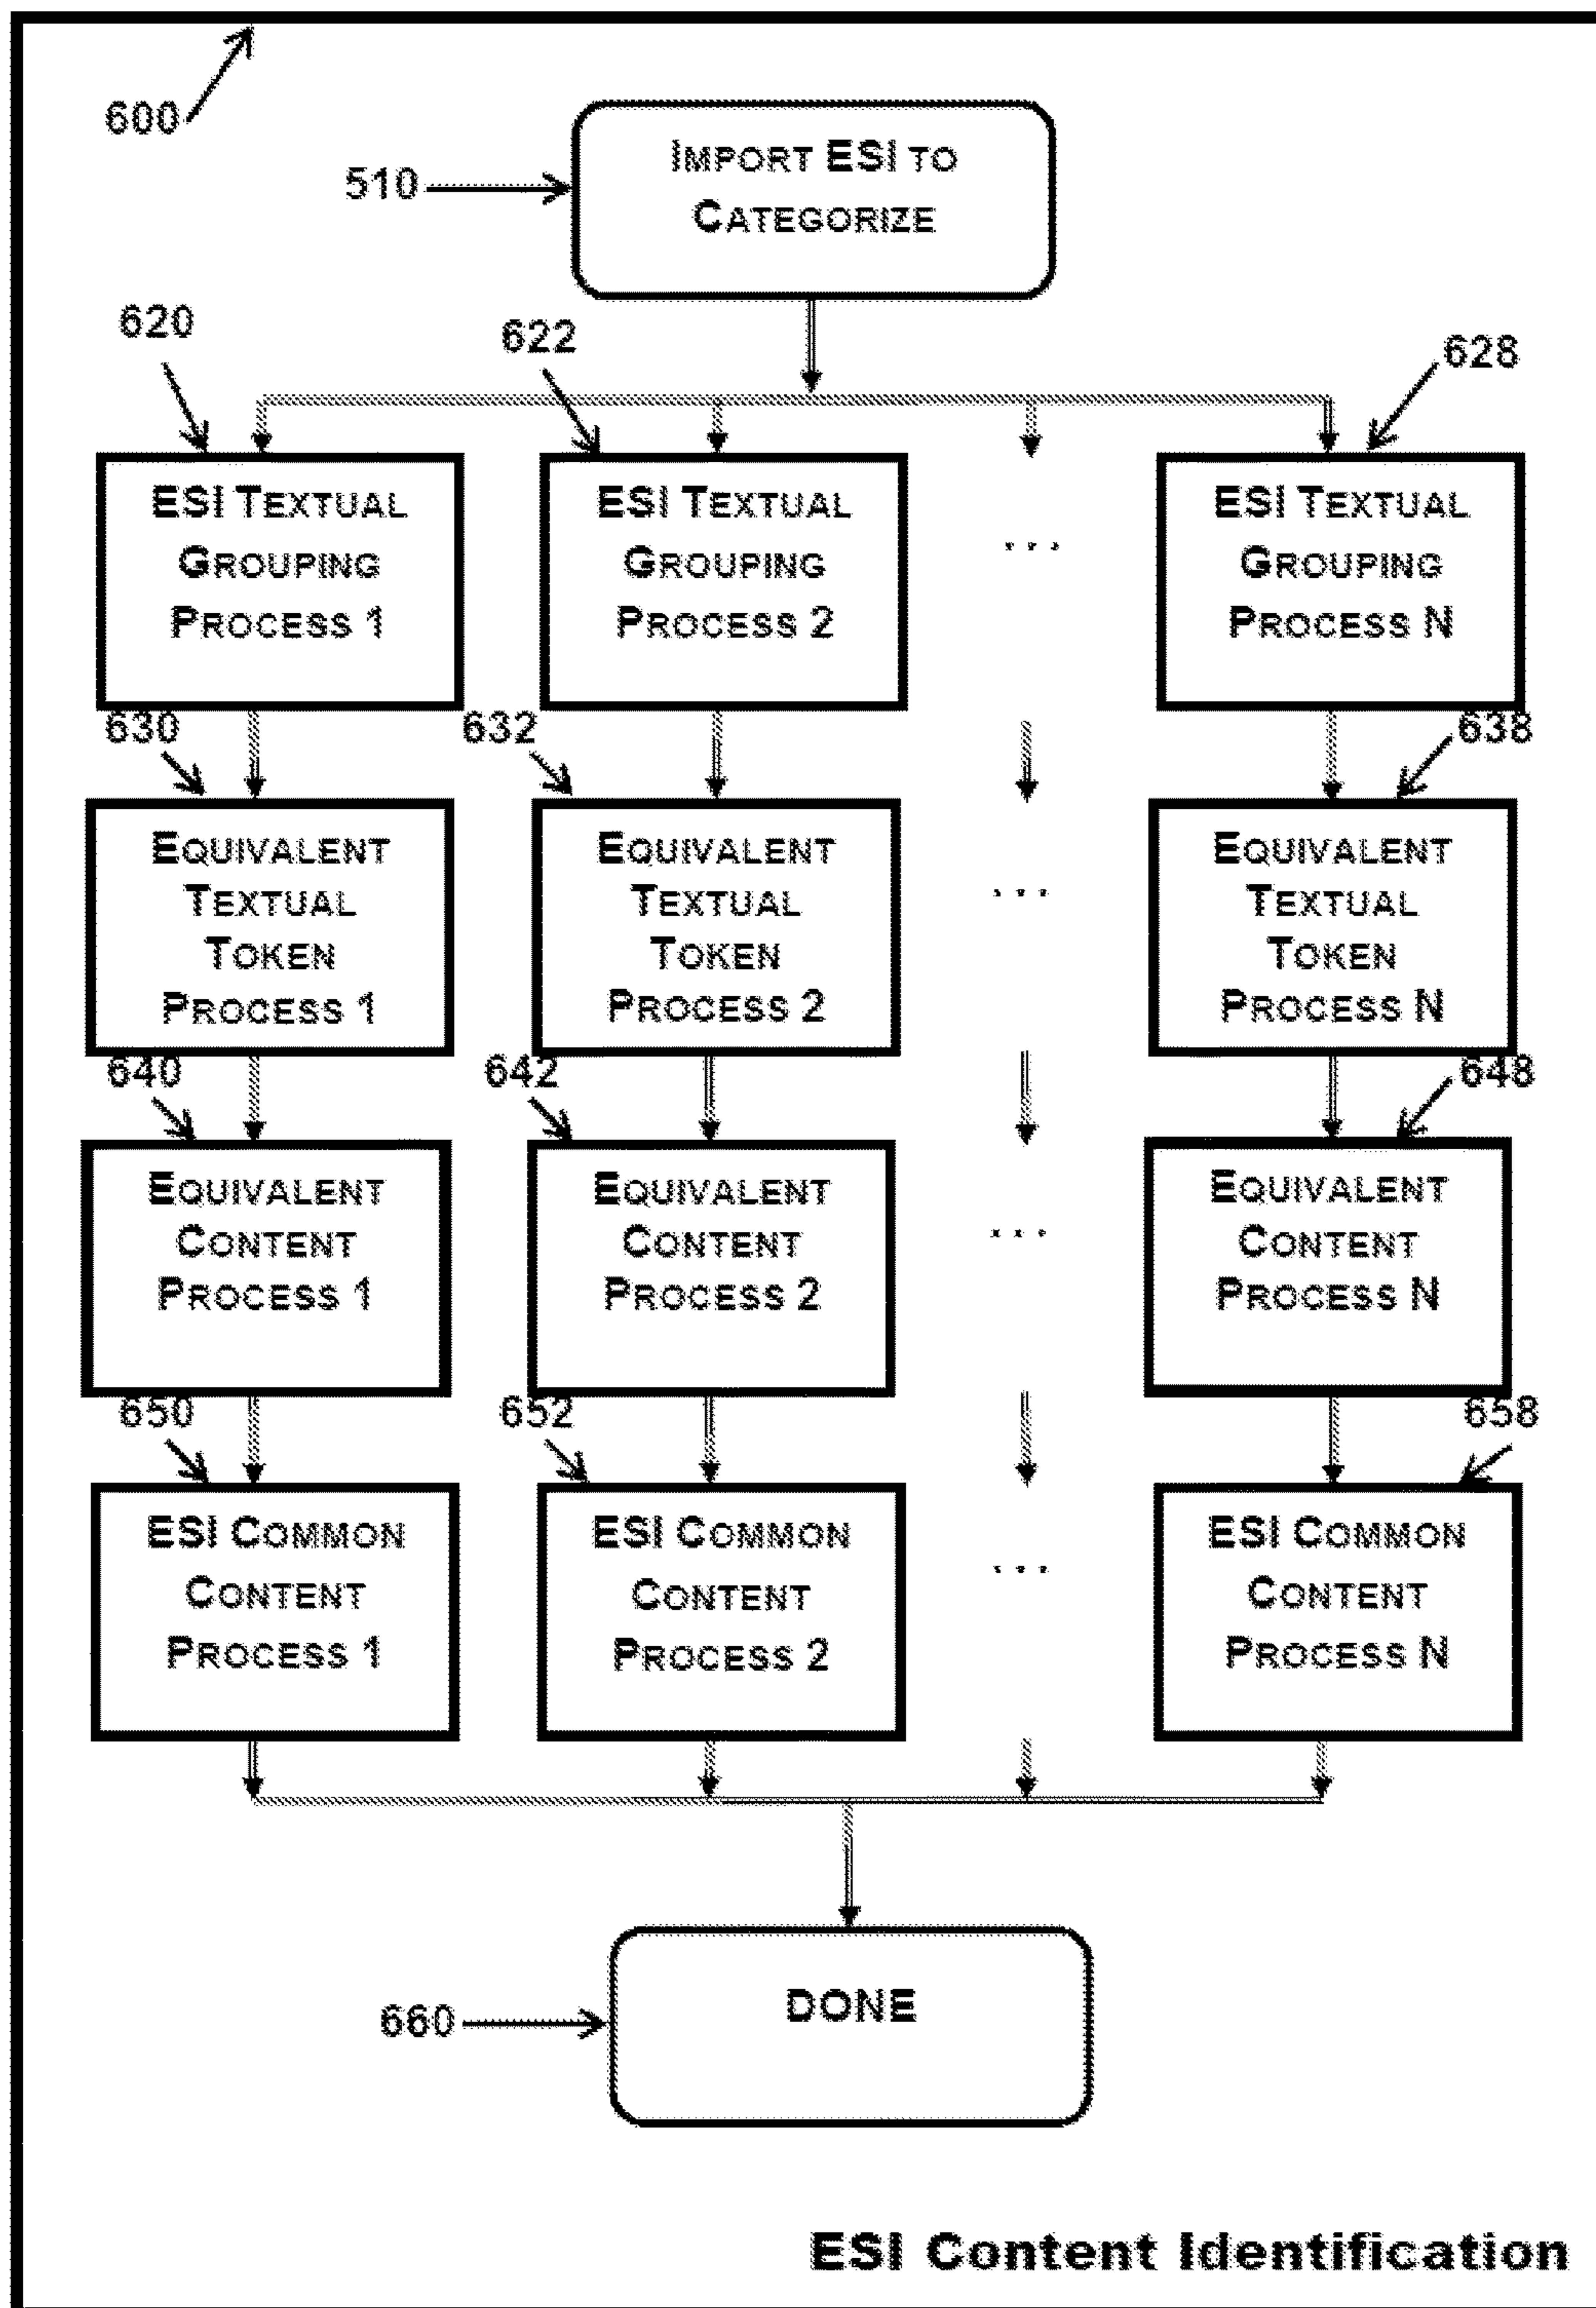 600
510
IMPORT ESI TO
CATEGORIZE
620
622
628
ESI TEXTUAL
GROUPING
PROCESS 1
ESI TEXTUAL
GROUPING
PROCESS 2
...
ESI TEXTUAL
GROUPING
PROCESS N
630
632
638
EQUIVALENT
TEXTUAL
TOKEN
PROCESS 1
EQUIVALENT
TEXTUAL
TOKEN
PROCESS 2
...
EQUIVALENT
TEXTUAL
TOKEN
PROCESS N
640
642
648
EQUIVALENT
CONTENT
PROCESS 1
EQUIVALENT
CONTENT
PROCESS 2
...
EQUIVALENT
CONTENT
PROCESS N
650
652
658
ESI COMMON
CONTENT
PROCESS 1
ESI COMMON
CONTENT
PROCESS 2
...
ESI COMMON
CONTENT
PROCESS N
660
DONE
ESI Content Identification